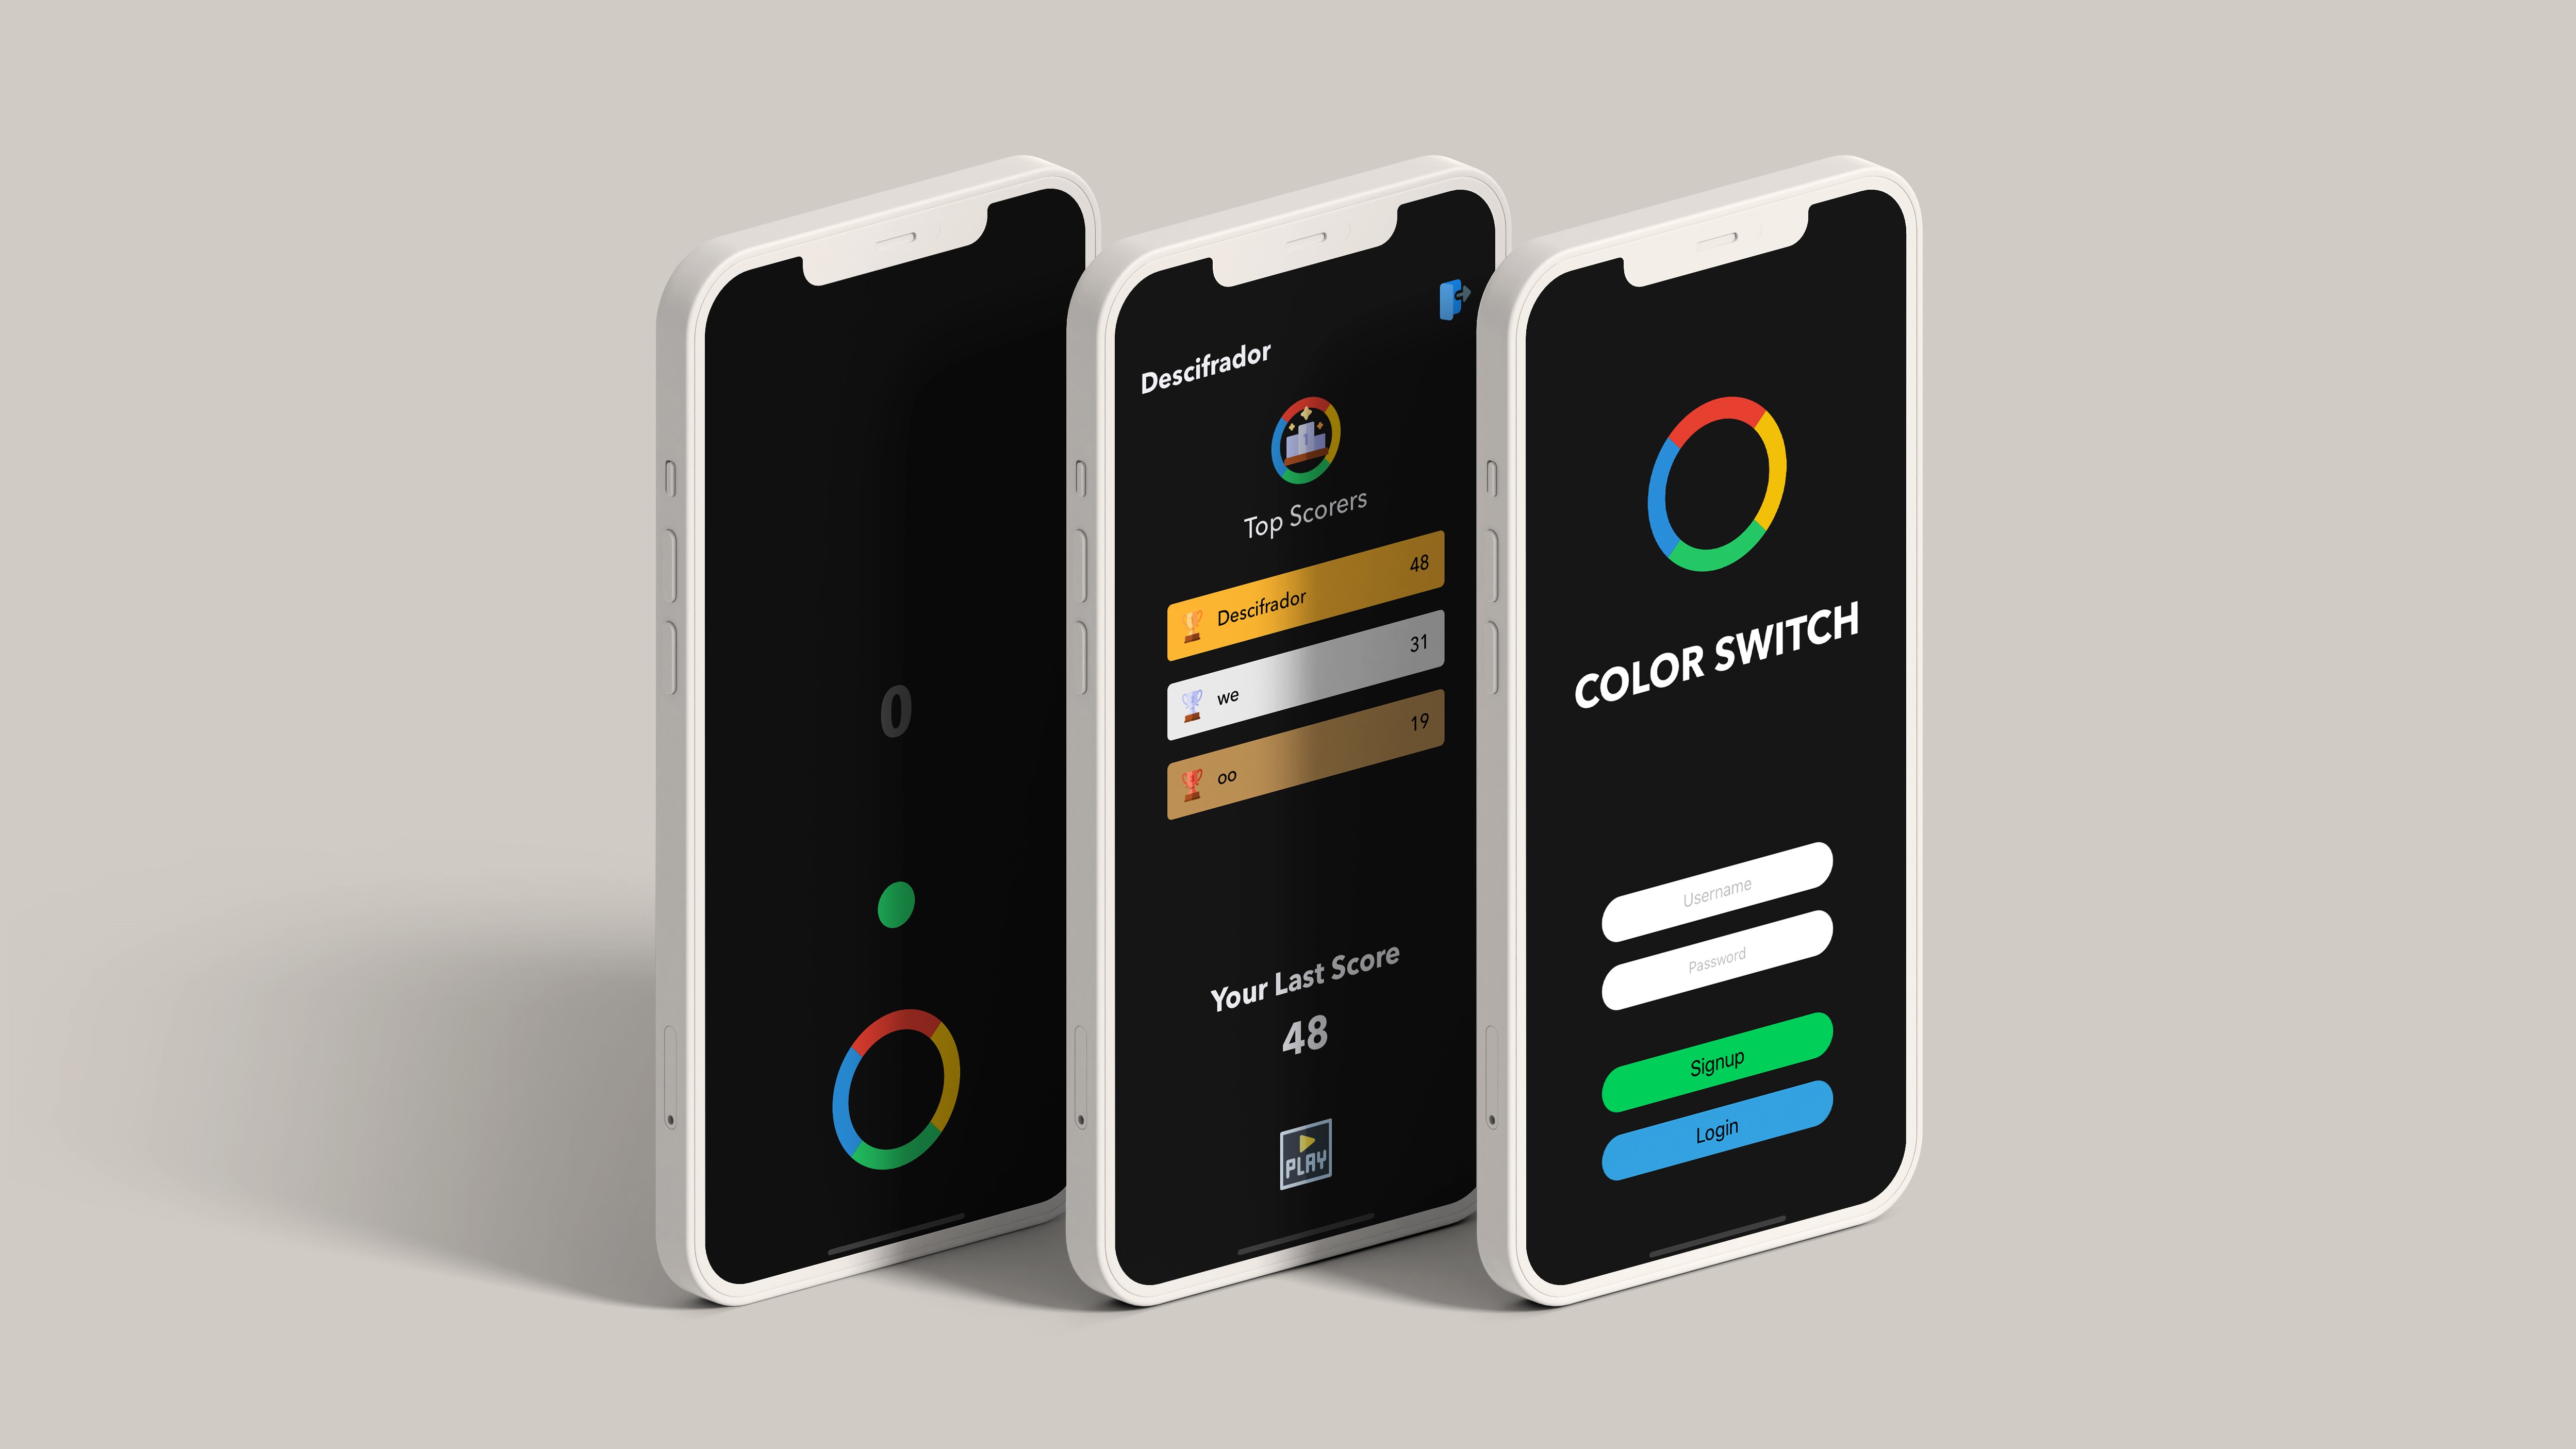 0
Descifrador
1
Top Scorers
Descifrador 48
we 31
oo 19
Your Last Score
48
PLAY
COLOR SWITCH
Username
Password
Signup
Login